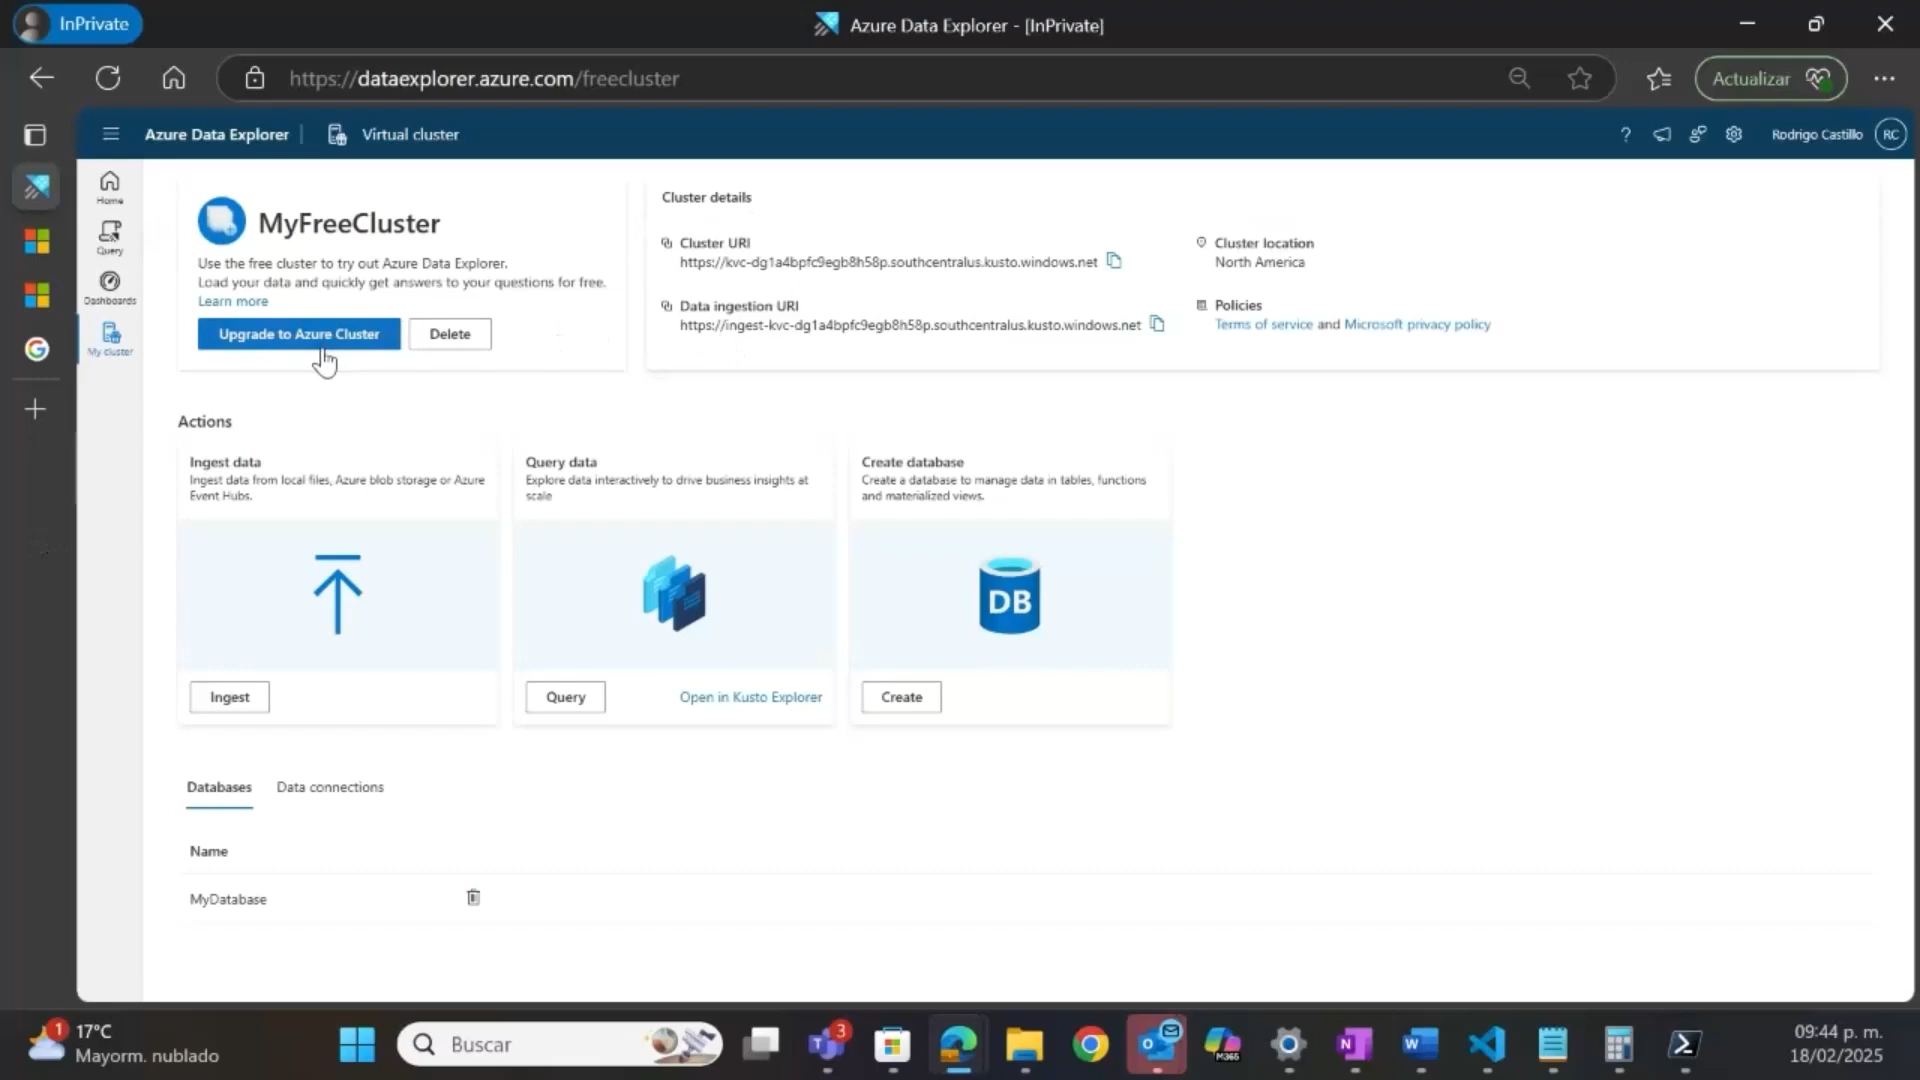 InPrivate
Azure Data Explorer - [InPrivate]
https://dataexplorer.azure.com/freecluster
Actualizar
Azure Data Explorer
Virtual cluster
?
Rodrigo Castillo
RC
Home
Query
Dashboards
My cluster
MyFreeCluster
Use the free cluster to try out Azure Data Explorer.
Load your data and quickly get answers to your questions for free.
Learn more
Upgrade to Azure Cluster
Delete
Cluster details
Cluster URI
https://kvc-dg1a4bpfc9egb8h58p.southcentralus.kusto.windows.net
Cluster location
North America
Data ingestion URI
https://ingest-kvc-dg1a4bpfc9egb8h58p.southcentralus.kusto.windows.net
Policies
Terms of service and Microsoft privacy policy
Actions
Ingest data
Ingest data from local files, Azure blob storage or Azure
Event Hubs.
Ingest
Query data
Explore data interactively to drive business insights at
scale
Query
Open in Kusto Explorer
Create database
Create a database to manage data in tables, functions
and materialized views.
DB
Create
Databases
Data connections
Name
MyDatabase
1
17°C
Mayorm. nublado
Buscar
3
M365
09:44 p. m.
18/02/2025